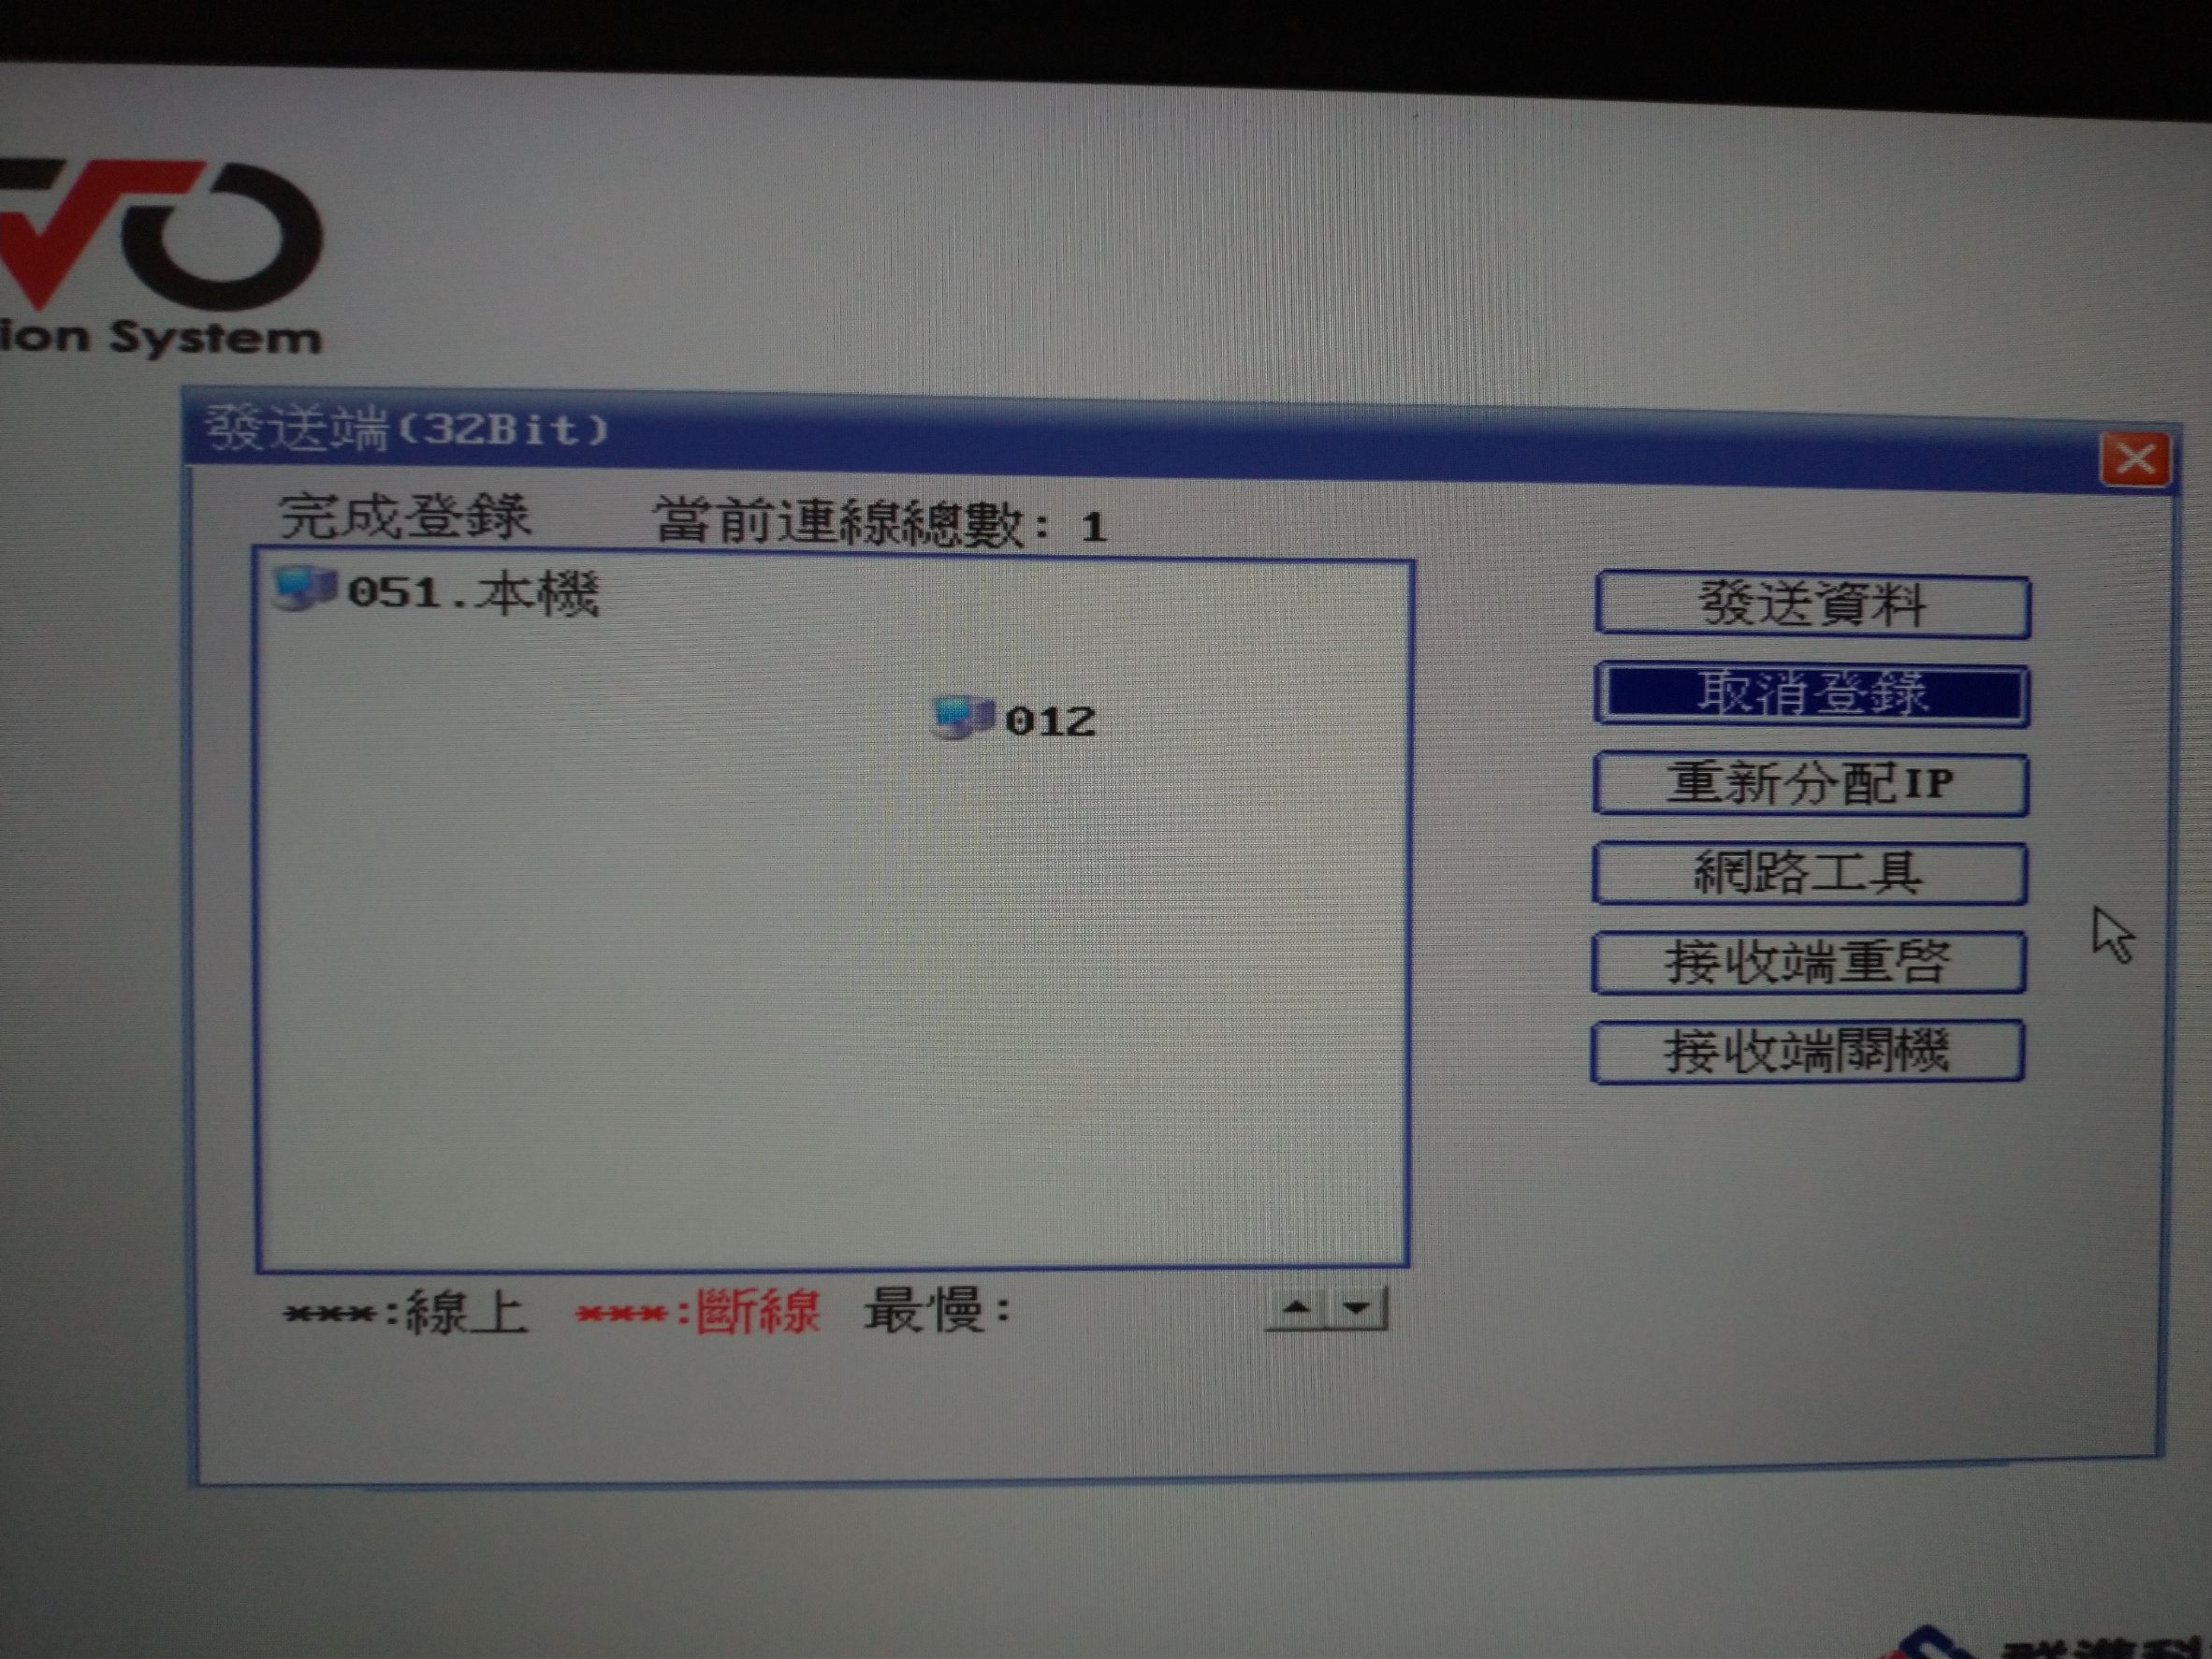 ion System
發送端(32Bit)
完成登錄 當前連線總數: 1
051.本機
012
發送資料
取消登錄
重新分配IP
網路工具
接收端重啓
接收端關機
***:線上 ***:斷線 最慢: